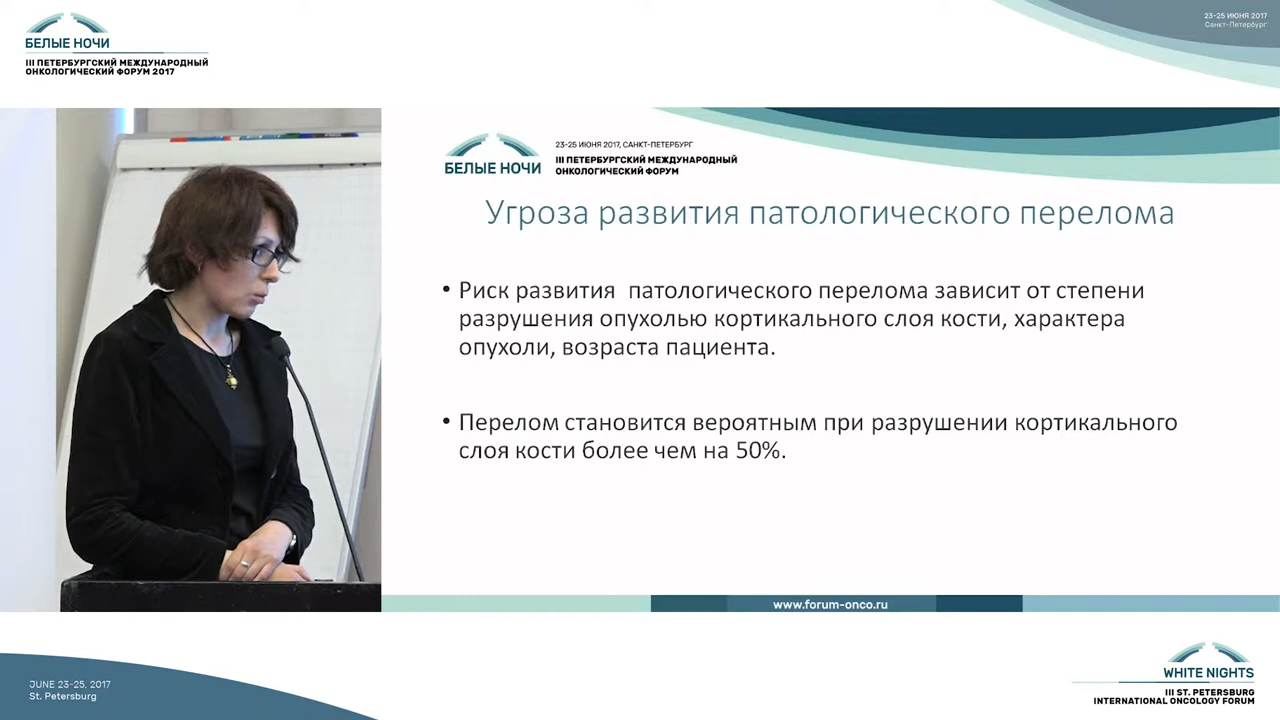 БЕЛЫЕ НОЧИ
III ПЕТЕРБУРГСКИЙ МЕЖДУНАРОДНЫЙ
ОНКОЛОГИЧЕСКИЙ ФОРУМ 2017
23-25 ИЮНЯ 2017
Санкт-Петербург
БЕЛЫЕ НОЧИ
23-25 ИЮНЯ 2017, САНКТ-ПЕТЕРБУРГ
III ПЕТЕРБУРГСКИЙ МЕЖДУНАРОДНЫЙ
ОНКОЛОГИЧЕСКИЙ ФОРУМ
Угроза развития патологического перелома
• Риск развития патологического перелома зависит от степени
разрушения опухолью кортикального слоя кости, характера
опухоли, возраста пациента.
• Перелом становится вероятным при разрушении кортикального
слоя кости более чем на 50%.
www.forum-onco.ru
JUNE 23-25, 2017
St. Petersburg
WHITE NIGHTS
III ST. PETERSBURG
INTERNATIONAL ONCOLOGY FORUM